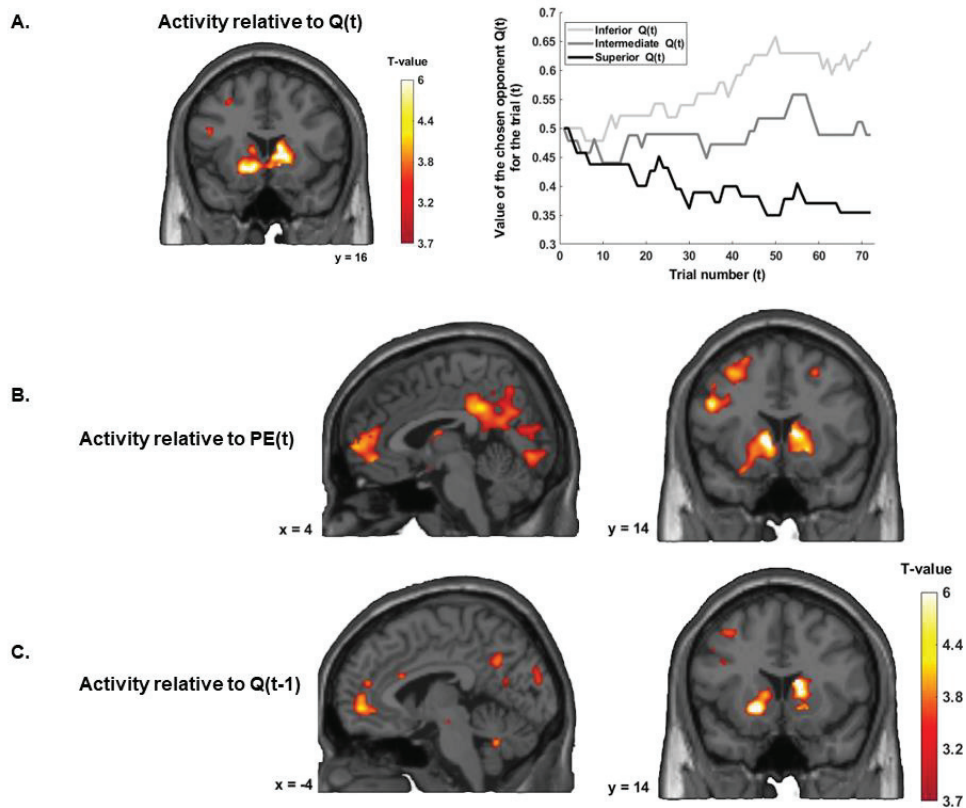 A.
Activity relative to Q(t)
T-value
6
4.4
3.8
3.2
3.7
y = 16
Value of the chosen opponent Q(t)
for the trial (t)
0.7
0.65
0.6
0.55
0.5
0.45
0.4
0.35
0.3
Inferior Q(t)
Intermediate Q(t)
Superior Q(t)
0 10 20 30 40 50 60 70
Trial number (t)
B.
Activity relative to PE(t)
x = 4
y = 14
C.
Activity relative to Q(t-1)
x = -4
y = 14
T-value
6
4.4
3.8
3.2
3.7